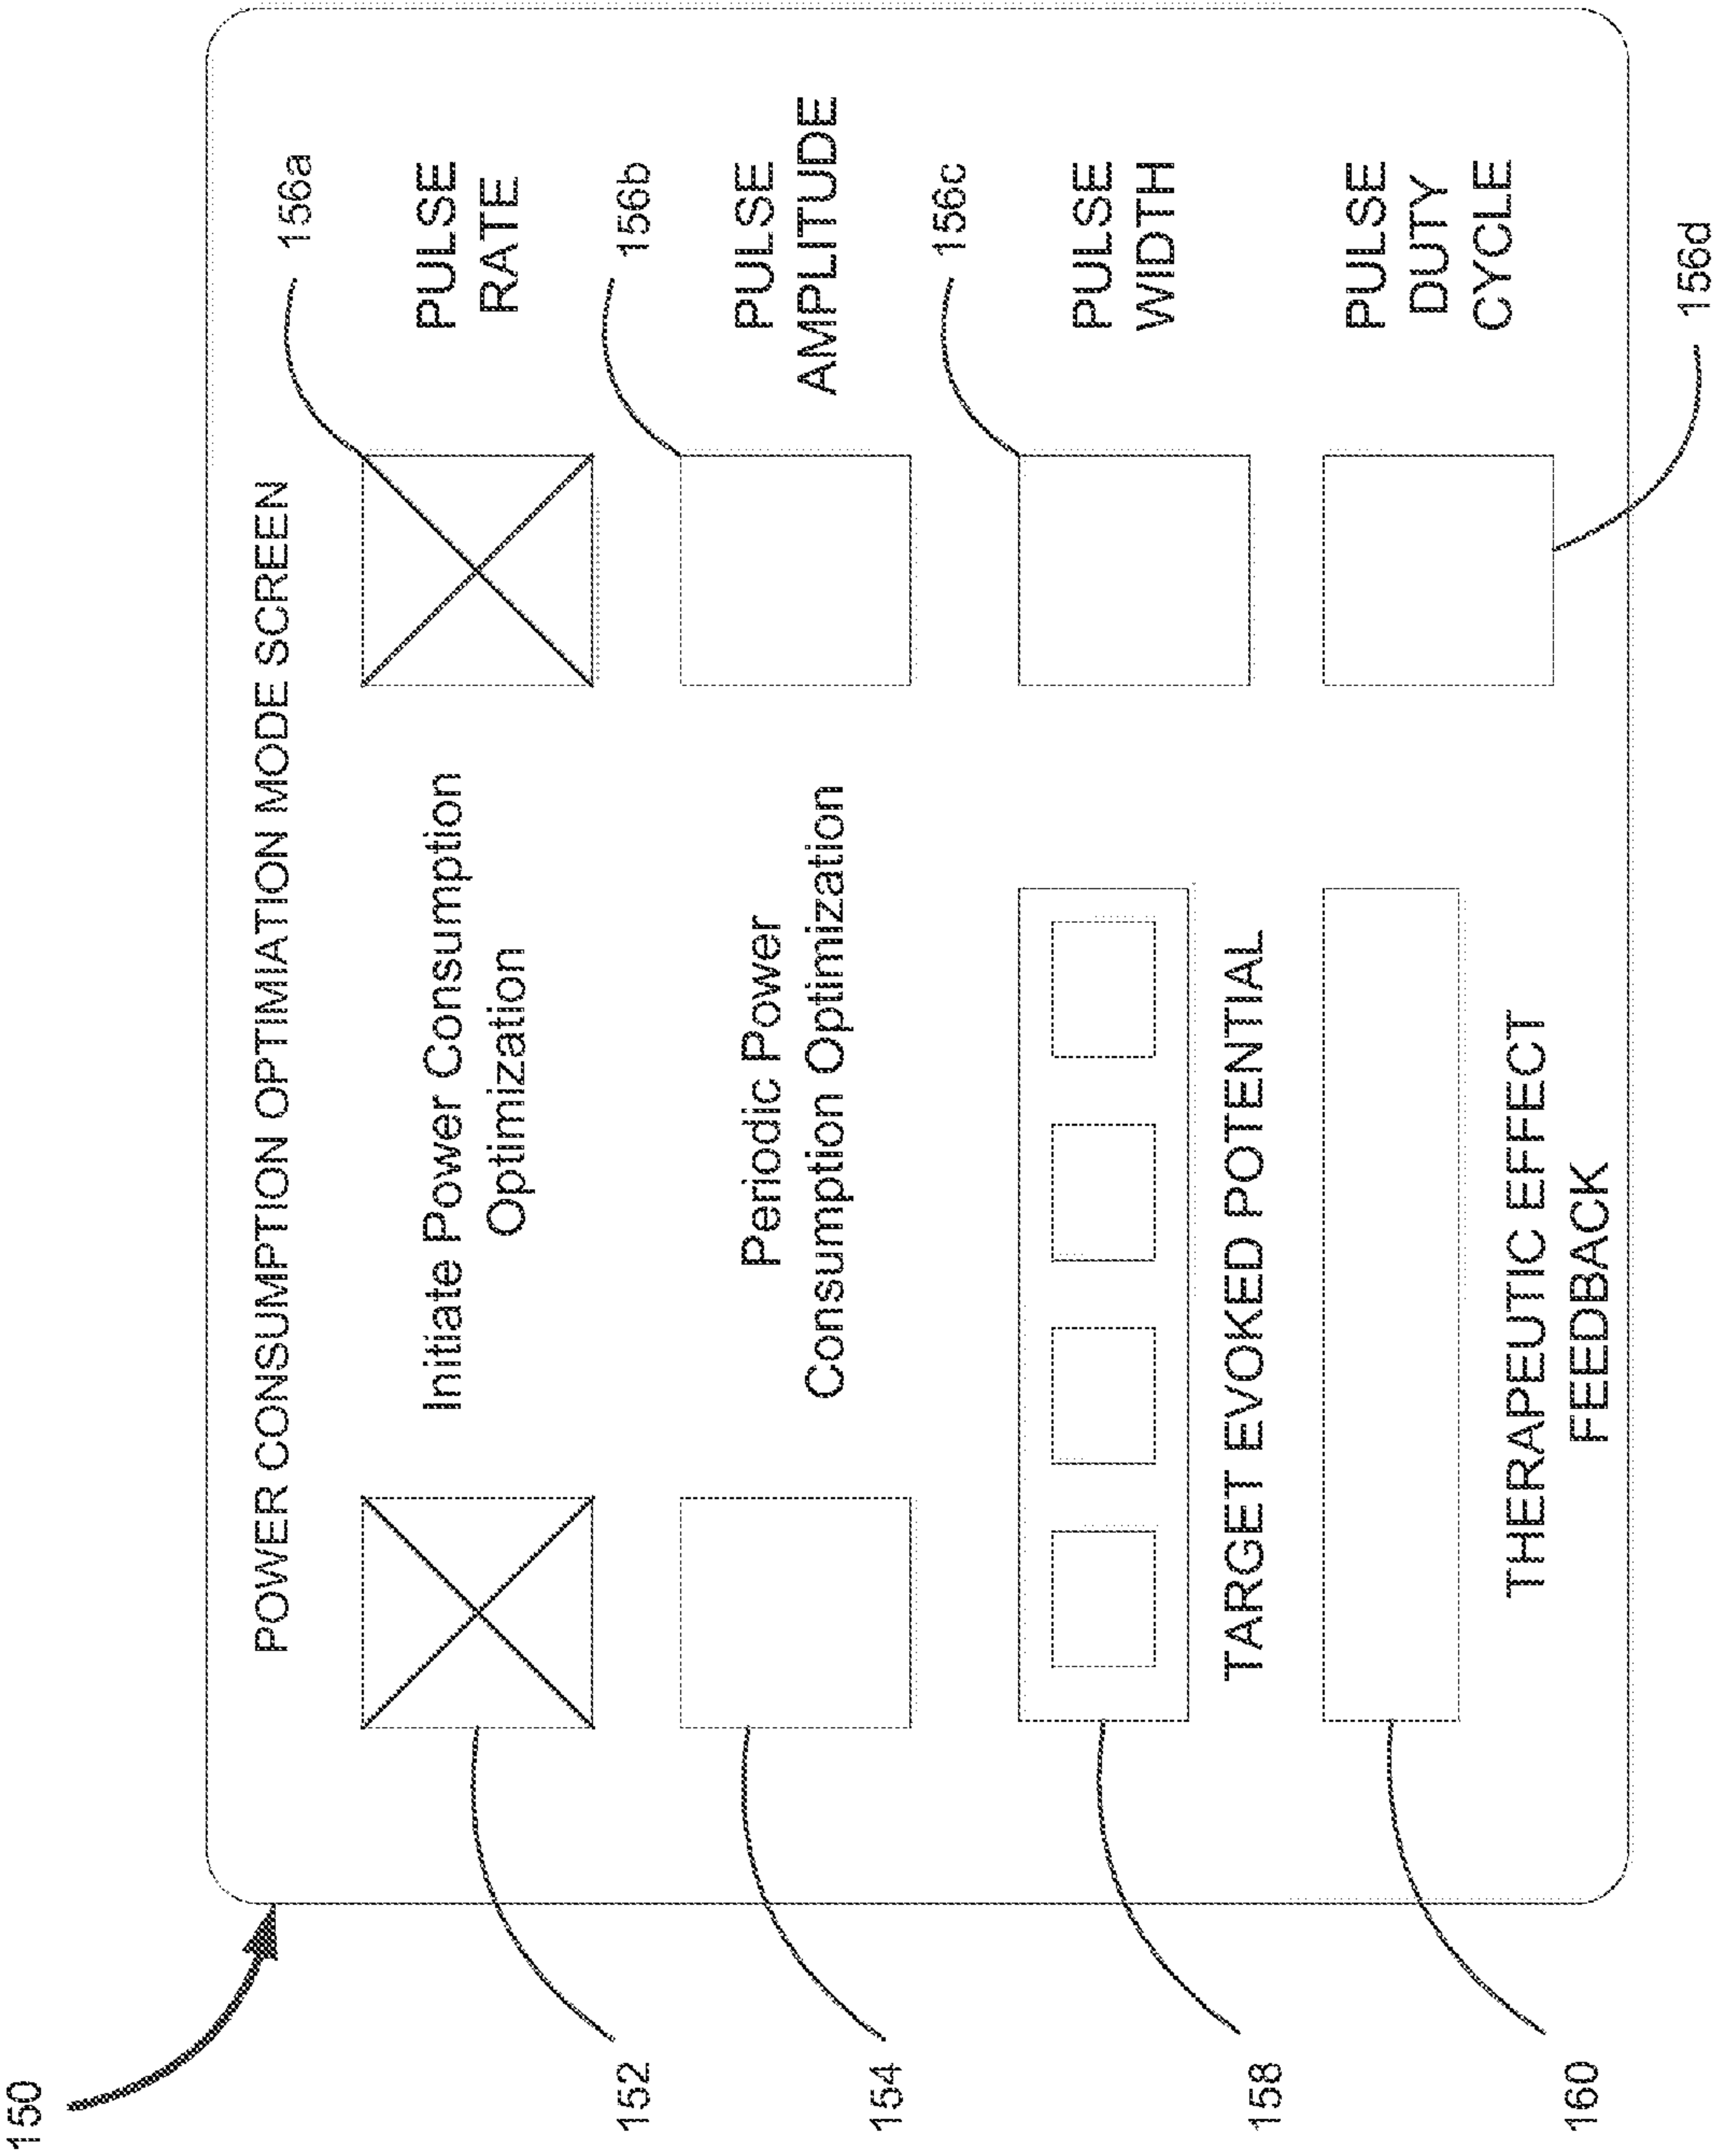 150
POWER CONSUMPTION OPTIMIATION MODE SCREEN
152
Initiate Power Consumption
Optimization
156a
PULSE
RATE
154
Periodic Power
Consumption Optimization
156b
PULSE
AMPLITUDE
158
TARGET EVOKED POTENTIAL
156c
PULSE
WIDTH
160
THERAPEUTIC EFFECT
FEEDBACK
PULSE
DUTY
CYCLE
156d